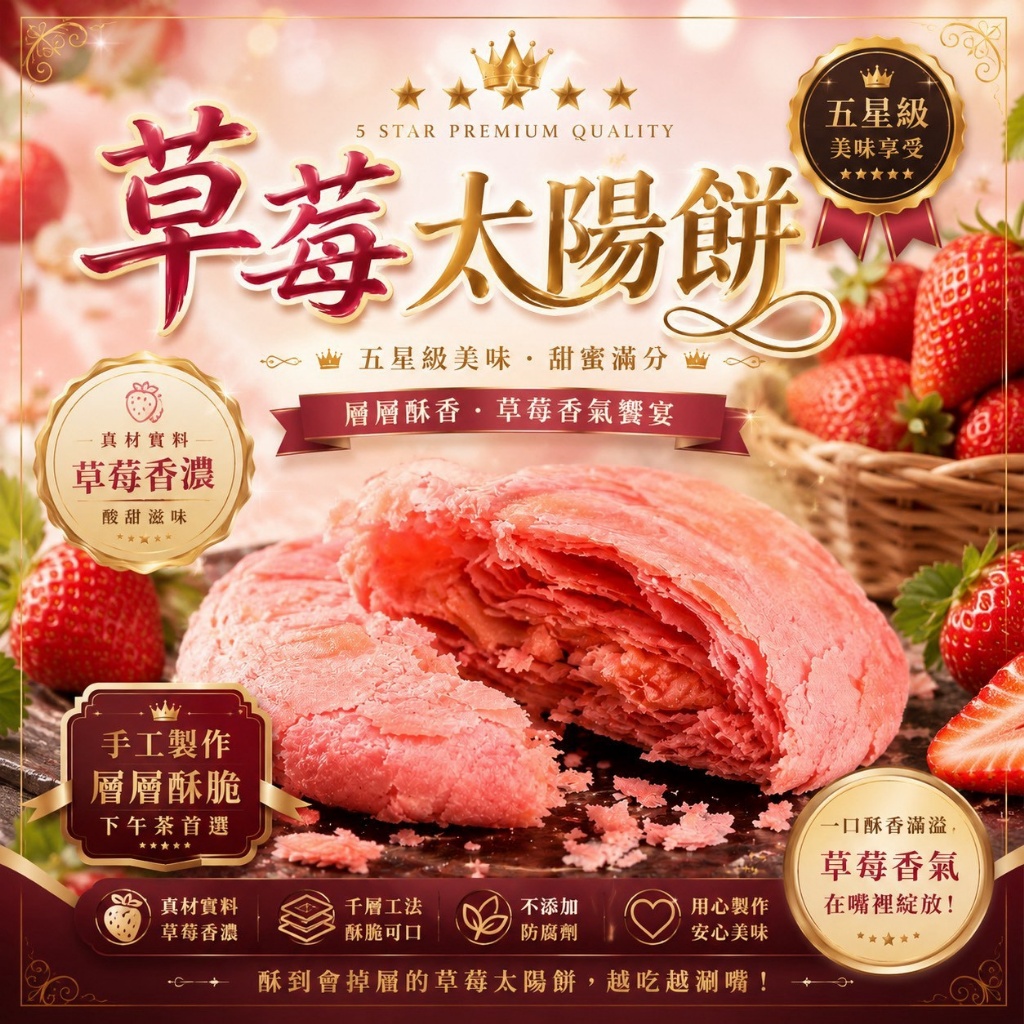 5 STAR PREMIUM QUALITY
五星級
美味享受
草莓太陽餅
五星級美味·甜蜜滿分
層層酥香·草莓香氣饗宴
真材實料
草莓香濃
酸甜滋味
手工製作
層層酥脆
下午茶首選
一口酥香滿溢,
草莓香氣
在嘴裡綻放!
真材實料
草莓香濃
千層工法
酥脆可口
不添加
防腐劑
用心製作
安心美味
酥到會掉層的草莓太陽餅,越吃越涮嘴!